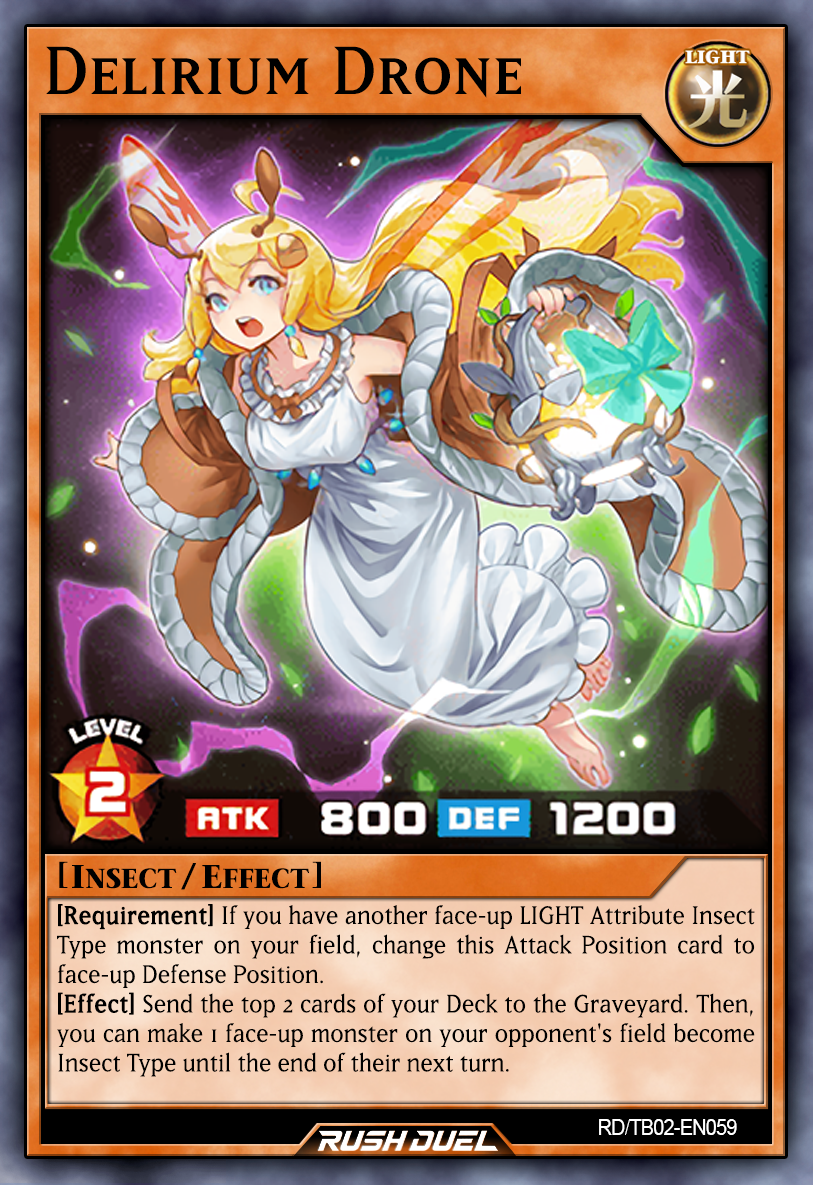 Delirium Drone
LIGHT
光
LEVEL
2
ATK 800 DEF 1200
[Insect / Effect]
[Requirement] If you have another face-up LIGHT Attribute Insect
Type monster on your field, change this Attack Position card to
face-up Defense Position.
[Effect] Send the top 2 cards of your Deck to the Graveyard. Then,
you can make 1 face-up monster on your opponent's field become
Insect Type until the end of their next turn.
RD/TB02-EN059
RUSH DUEL